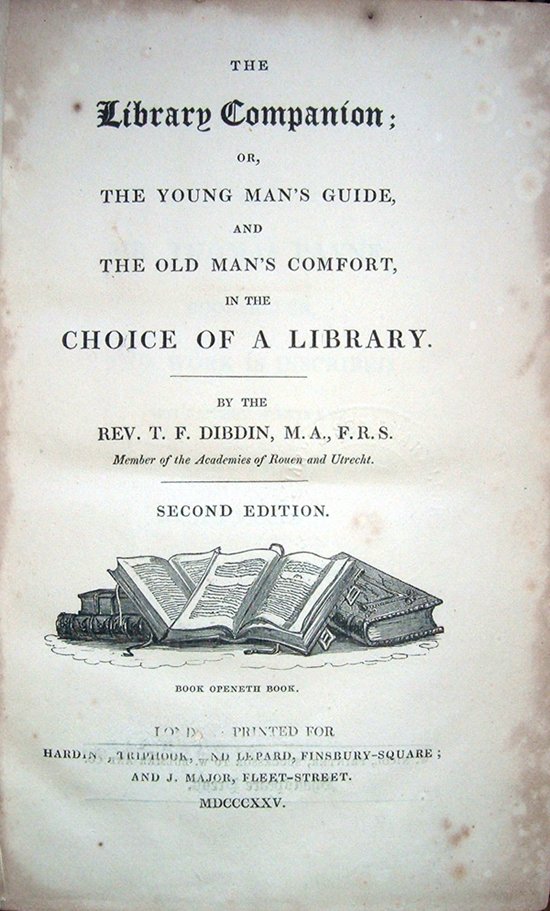 THE
Library Companion;
OR,
THE YOUNG MAN'S GUIDE,
AND
THE OLD MAN'S COMFORT,
IN THE
CHOICE OF A LIBRARY.
BY THE
REV. T. F. DIBDIN, M.A., F.R.S.
Member of the Academies of Rouen and Utrecht.
SECOND EDITION.
BOOK OPENETH BOOK.
PRINTED FOR
HARDING, TRIPHOOK, AND LEPARD, FINSBURY-SQUARE;
AND J. MAJOR, FLEET-STREET.
MDCCCXXV.